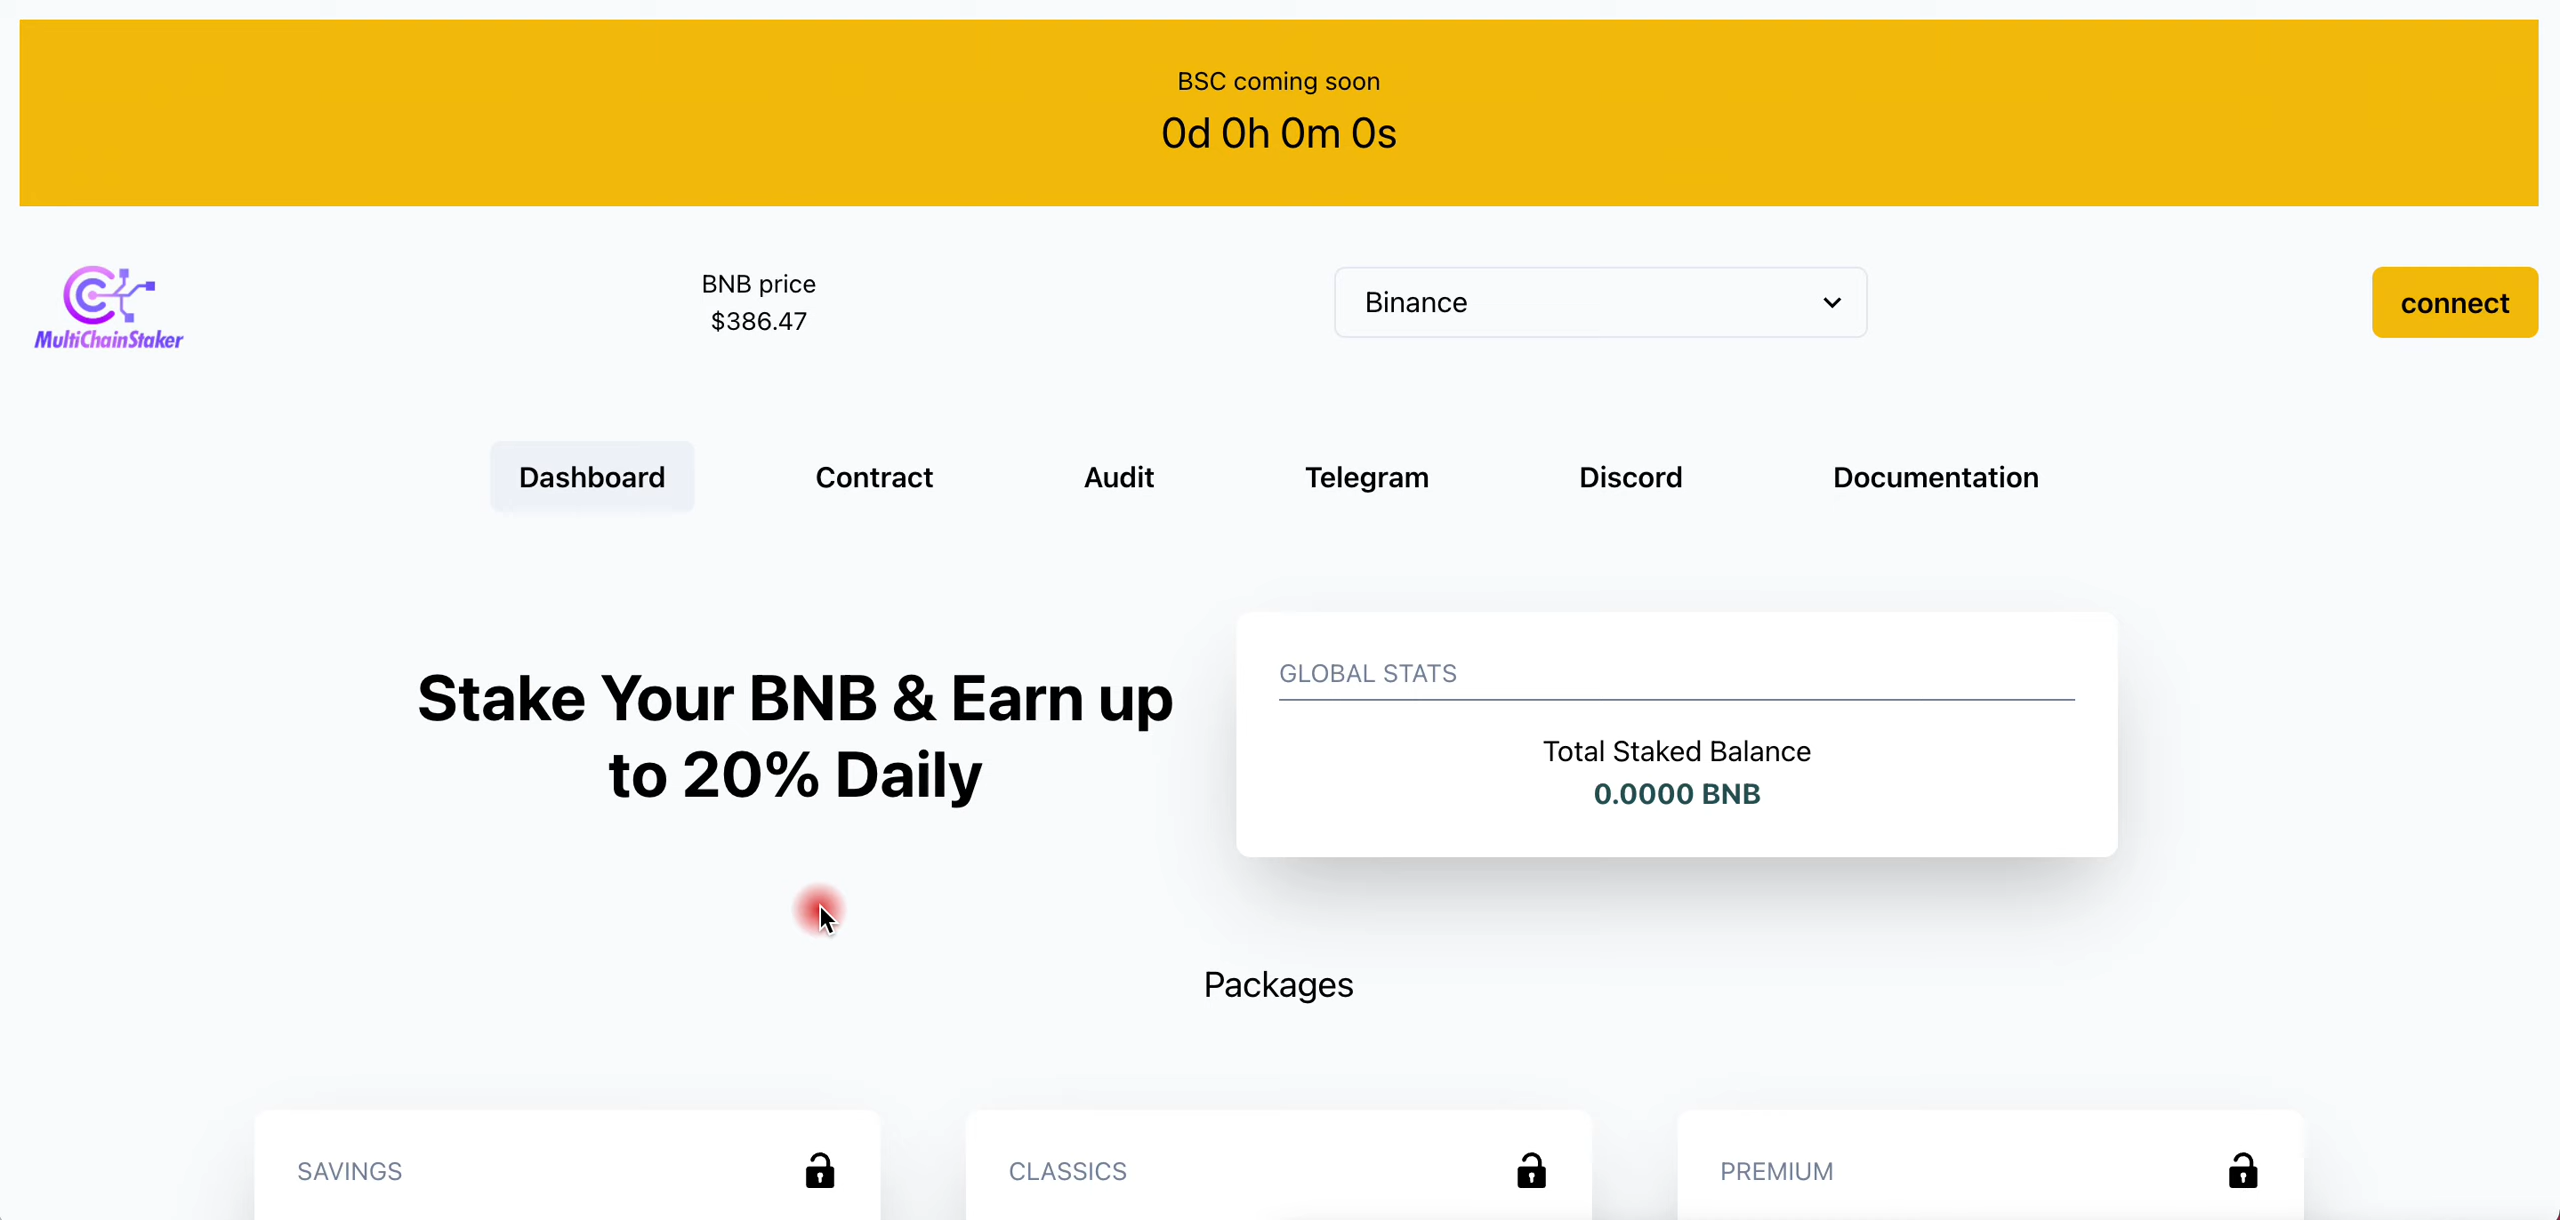 BSC coming soon
0d 0h 0m 0s
MultiChainStaker
BNB price
$386.47
Binance
connect
Dashboard
Contract
Audit
Telegram
Discord
Documentation
Stake Your BNB & Earn up
to 20% Daily
GLOBAL STATS
Total Staked Balance
0.0000 BNB
Packages
SAVINGS
CLASSICS
PREMIUM